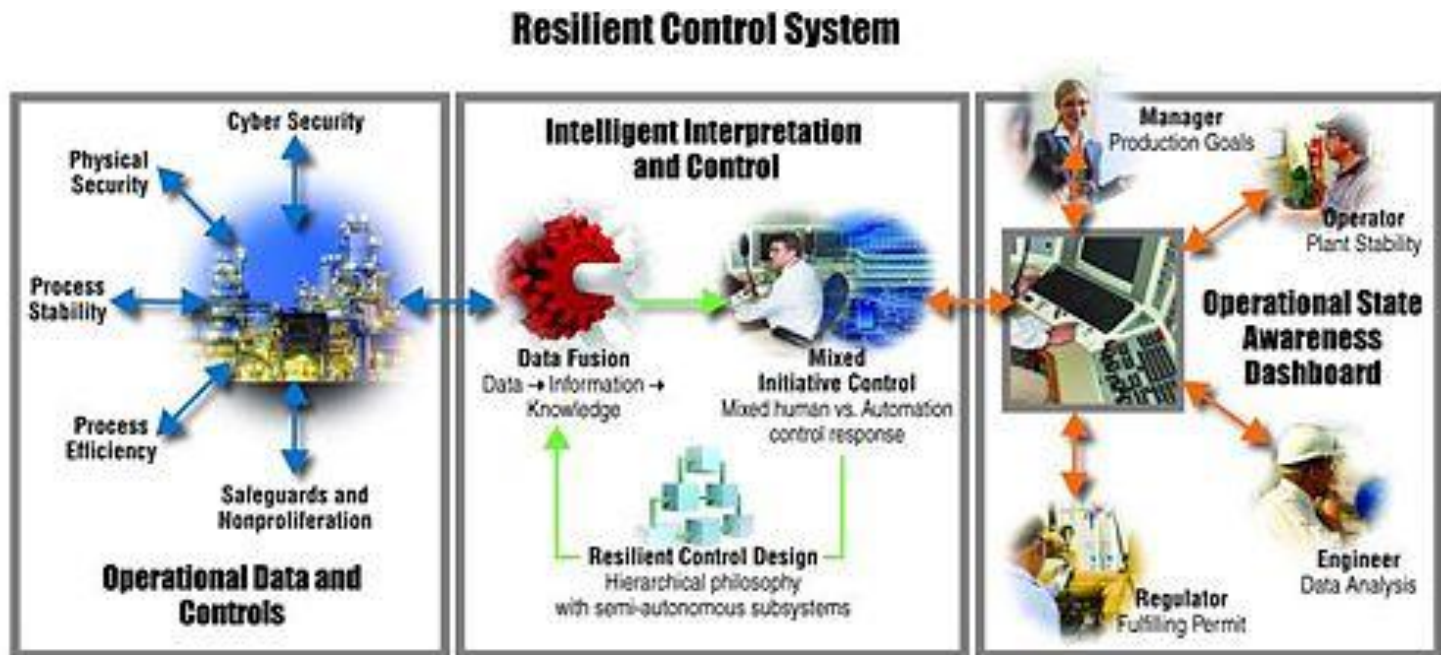 Resilient Control System
Cyber Security
Physical
Security
Process
Stability
Process
Efficiency
Safeguards and
Nonproliferation
Operational Data and
Controls
Intelligent Interpretation
and Control
Data Fusion
Data → Information →
Knowledge
Mixed
Initiative Control
Mixed human vs. Automation
control response
Resilient Control Design
Hierarchical philosophy
with semi-autonomous subsystems
Manager
Production Goals
Operator
Plant Stability
Operational State
Awareness
Dashboard
Engineer
Data Analysis
Regulator
Fulfilling Permit